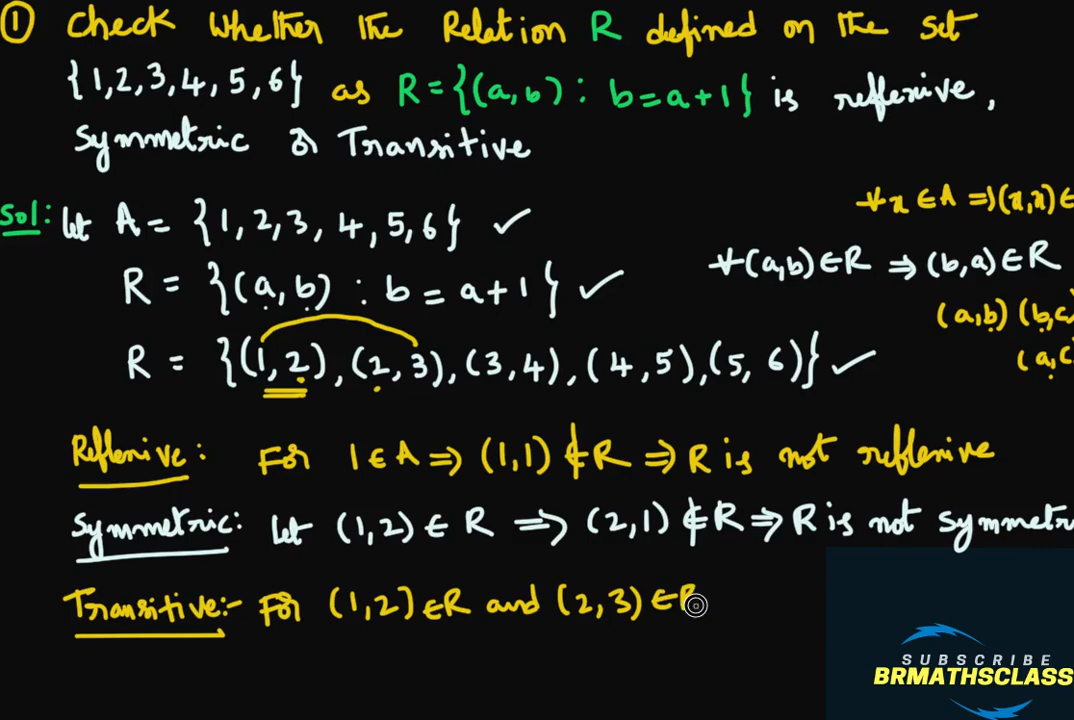 ① Check Whether the Relation R defined on the Set
{1,2,3,4,5,6} as R={(a,b) : b=a+1} is reflexive,
Symmetric or Transitive
Sol: Let A = {1,2,3,4,5,6} ✓
∀x ∈ A ⇒ (x,x) ∈
R = {(a,b) : b = a+1} ✓
∀(a,b) ∈ R ⇒ (b,a) ∈ R
(a,b) (b,c
(a,c
R = {(1,2), (2,3), (3,4), (4,5), (5,6)} ✓
Reflexive: For 1 ∈ A ⇒ (1,1) ∉ R ⇒ R is not reflexive
Symmetric: Let (1,2) ∈ R ⇒ (2,1) ∉ R ⇒ R is not symmetri
Transitive:- For (1,2) ∈ R and (2,3) ∈ R
SUBSCRIBE
BRMATHSCLASS